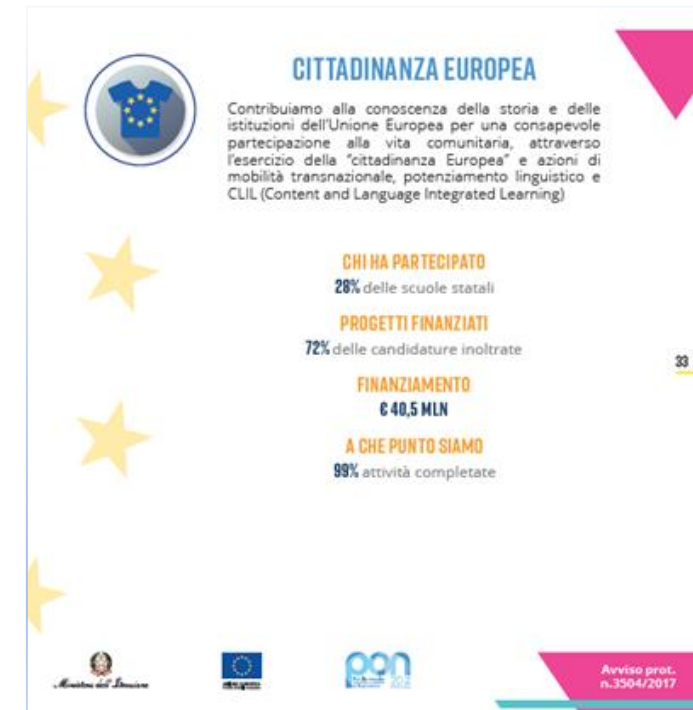 CITTADINANZA EUROPEA
Contribuiamo alla conoscenza della storia e delle
istituzioni dell'Unione Europea per una consapevole
partecipazione alla vita comunitaria, attraverso
l'esercizio della "cittadinanza Europea" e azioni di
mobilità transnazionale, potenziamento linguistico e
CLIL (Content and Language Integrated Learning)
CHI HA PARTECIPATO
28% delle scuole statali
PROGETTI FINANZIATI
72% delle candidature inoltrate
33
FINANZIAMENTO
€ 40,5 MLN
A CHE PUNTO SIAMO
99% attività completate
Ministero dell'Istruzione
pon
Avviso prot.
n.3504/2017